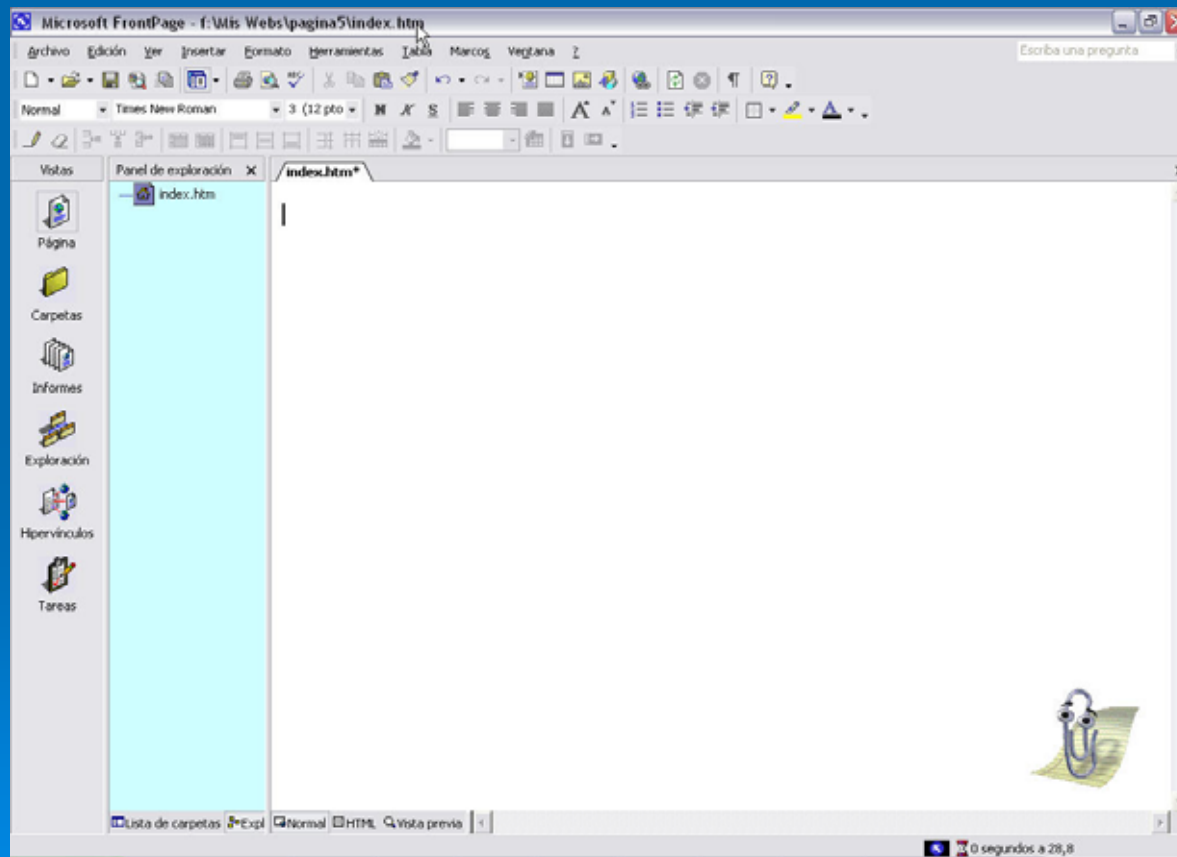 Microsoft FrontPage - f:\Mis Webs\pagina5\index.htm
Archivo Edición Ver Insertar Formato Herramientas Tabla Marcos Ventana ?
Escriba una pregunta
Normal Times New Roman 3 (12 pto N K S
Vistas
Panel de exploración
index.htm*
index.htm
Página
Carpetas
Informes
Exploración
Hipervínculos
Tareas
Lista de carpetas Expl Normal HTML Vista previa
0 segundos a 28,8